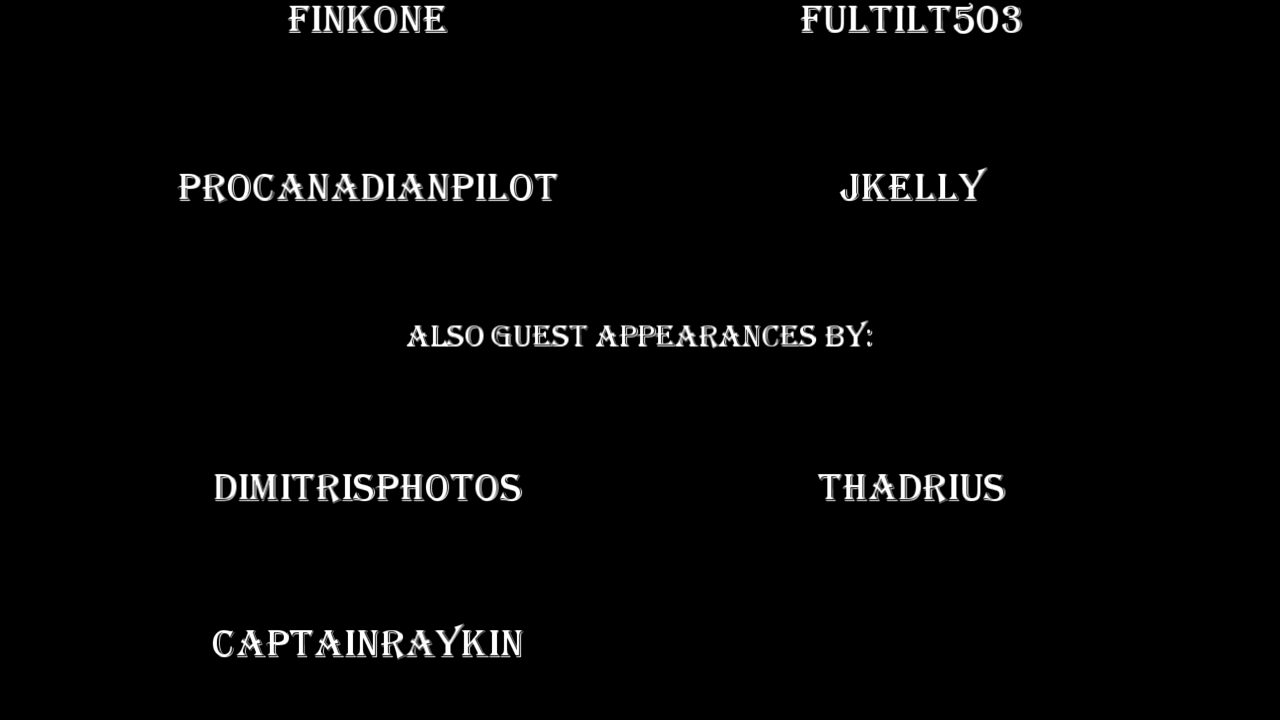 FINKONE FULTILT503
PROCANADIANPILOT JKELLY
ALSO GUEST APPEARANCES BY:
DIMITRISPHOTOS THADRIUS
CAPTAINRAYKIN